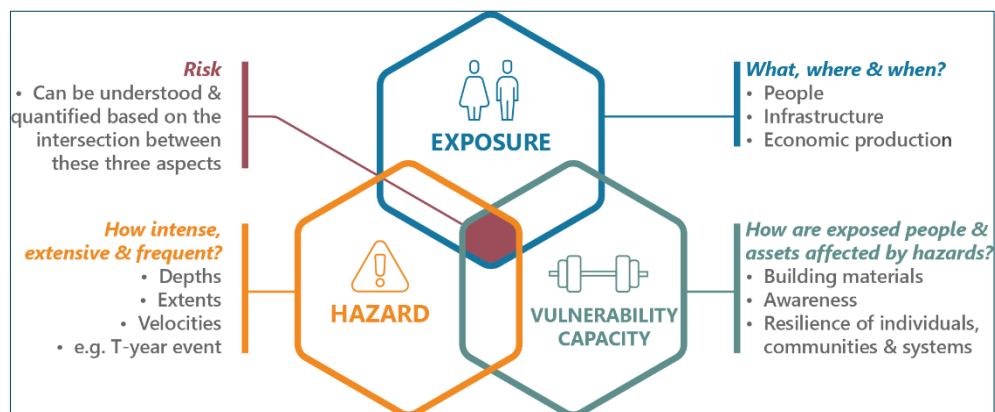 Risk
• Can be understood &
quantified based on the
intersection between
these three aspects
EXPOSURE
What, where & when?
• People
• Infrastructure
• Economic production
How intense,
extensive & frequent?
• Depths
• Extents
• Velocities
• e.g. T-year event
HAZARD
VULNERABILITY
CAPACITY
How are exposed people &
assets affected by hazards?
• Building materials
• Awareness
• Resilience of individuals,
communities & systems